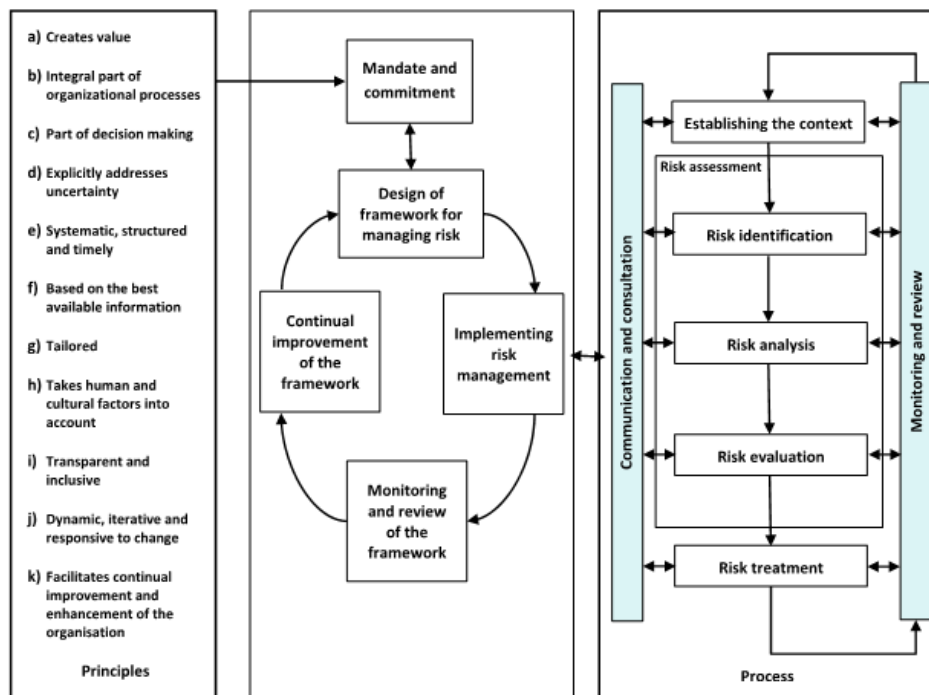 a) Creates value
b) Integral part of
organizational processes
c) Part of decision making
d) Explicitly addresses
uncertainty
e) Systematic, structured
and timely
f) Based on the best
available information
g) Tailored
h) Takes human and
cultural factors into
account
i) Transparent and
inclusive
j) Dynamic, iterative and
responsive to change
k) Facilitates continual
improvement and
enhancement of the
organisation
Principles
Mandate and
commitment
Design of
framework for
managing risk
Continual
improvement
of the
framework
Implementing
risk
management
Monitoring
and review
of the
framework
Communication and consultation
Establishing the context
Risk assessment
Risk identification
Risk analysis
Risk evaluation
Risk treatment
Monitoring and review
Process